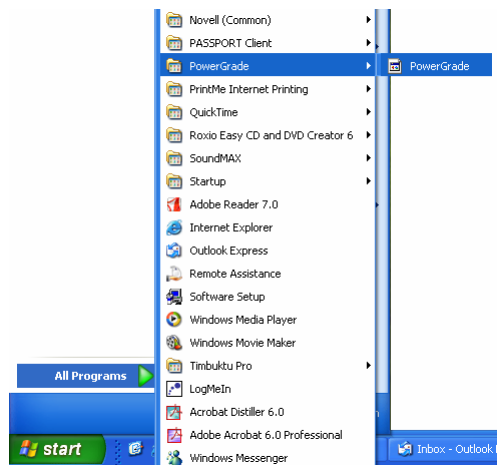 Novell (Common)
PASSPORT Client
PowerGrade
PowerGrade
PrintMe Internet Printing
QuickTime
Roxio Easy CD and DVD Creator 6
SoundMAX
Startup
Adobe Reader 7.0
Internet Explorer
Outlook Express
Remote Assistance
Software Setup
Windows Media Player
Windows Movie Maker
Timbuktu Pro
All Programs
LogMeIn
Acrobat Distiller 6.0
Adobe Acrobat 6.0 Professional
start
Inbox - Outlook
Windows Messenger